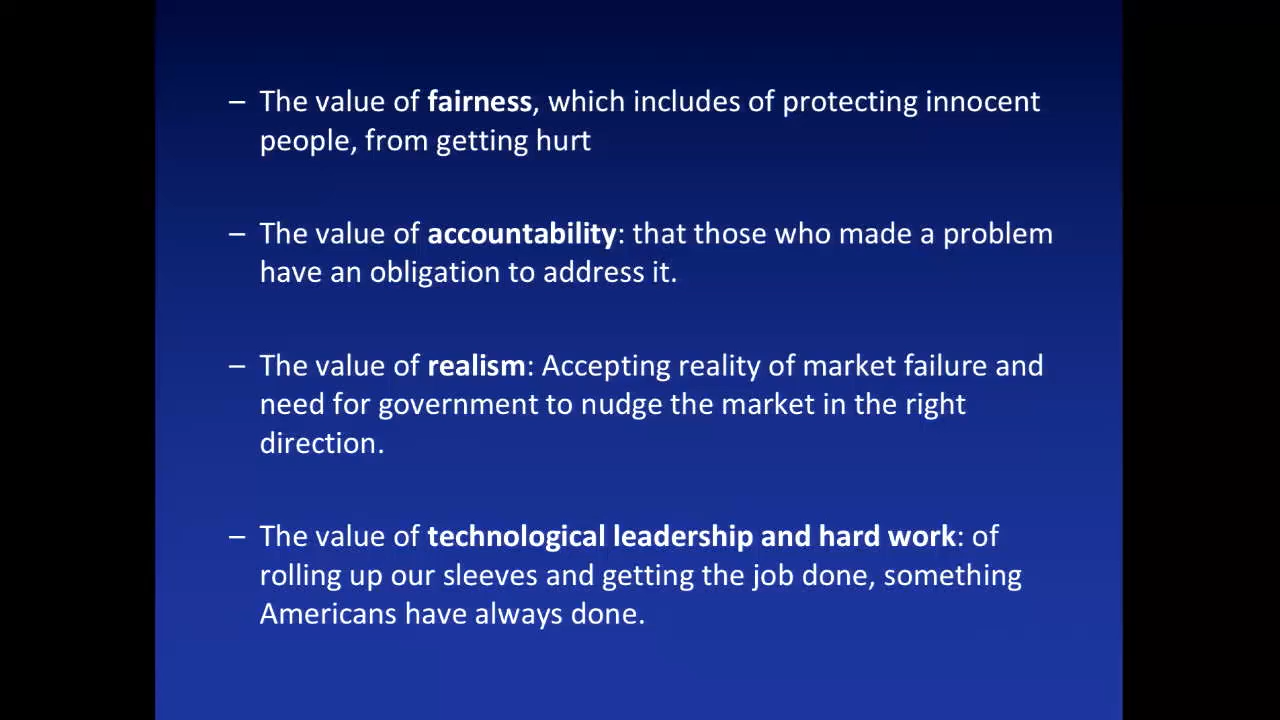 – The value of fairness, which includes of protecting innocent
people, from getting hurt
– The value of accountability: that those who made a problem
have an obligation to address it.
– The value of realism: Accepting reality of market failure and
need for government to nudge the market in the right
direction.
– The value of technological leadership and hard work: of
rolling up our sleeves and getting the job done, something
Americans have always done.